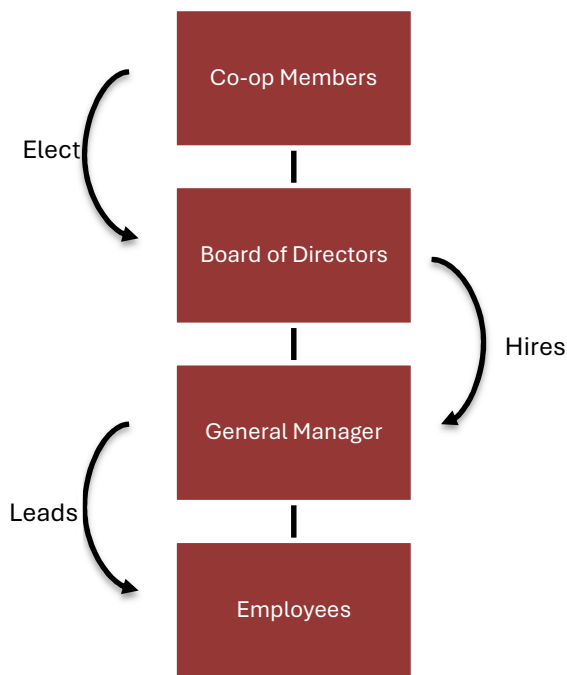 Co-op Members
Elect
Board of Directors
Hires
General Manager
Leads
Employees